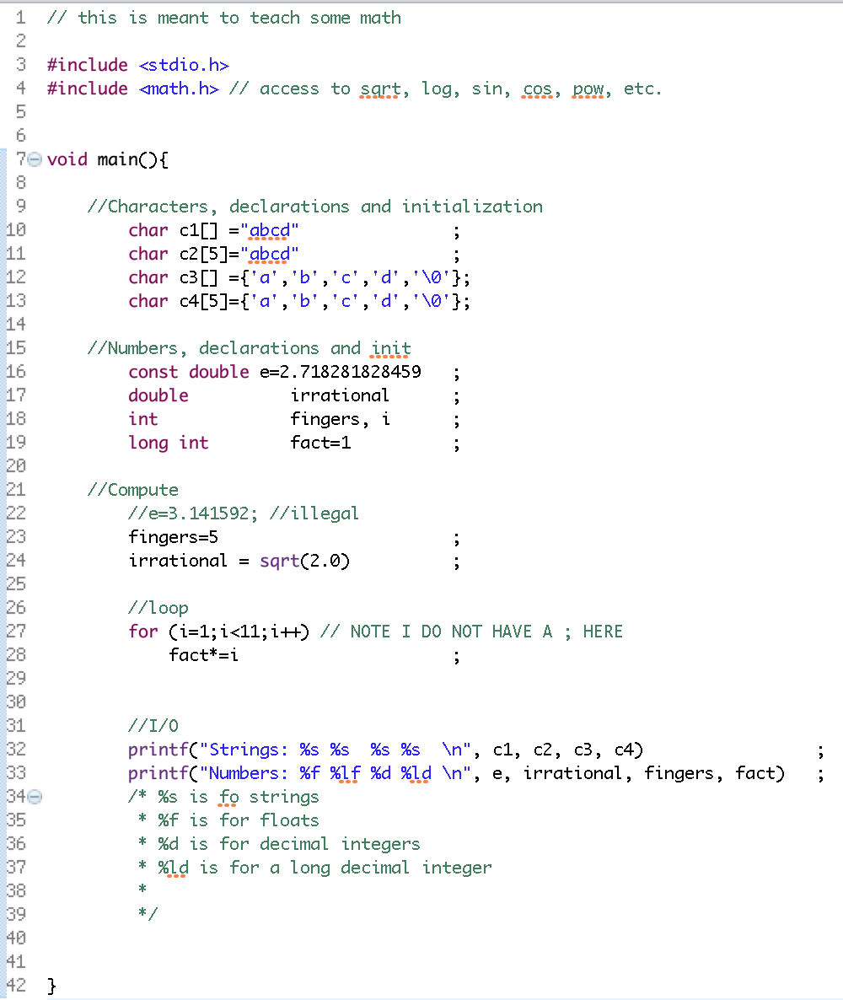 1 // this is meant to teach some math
2
3 #include <stdio.h>
4 #include <math.h> // access to sqrt, log, sin, cos, pow, etc.
5
6
7 void main(){
8
9     //Characters, declarations and initialization
10         char c1[] ="abcd"               ;
11         char c2[5]="abcd"               ;
12         char c3[] ={'a','b','c','d','\0'};
13         char c4[5]={'a','b','c','d','\0'};
14
15     //Numbers, declarations and init
16         const double e=2.718281828459   ;
17         double          irrational      ;
18         int             fingers, i      ;
19         long int        fact=1          ;
20
21     //Compute
22         //e=3.141592; //illegal
23         fingers=5                       ;
24         irrational = sqrt(2.0)          ;
25
26         //loop
27         for (i=1;i<11;i++) // NOTE I DO NOT HAVE A ; HERE
28             fact*=i                     ;
29
30
31         //I/O
32         printf("Strings: %s %s  %s %s  \n", c1, c2, c3, c4)                 ;
33         printf("Numbers: %f %lf %d %ld \n", e, irrational, fingers, fact)   ;
34         /* %s is fo strings
35          * %f is for floats
36          * %d is for decimal integers
37          * %ld is for a long decimal integer
38          *
39          */
40
41
42 }